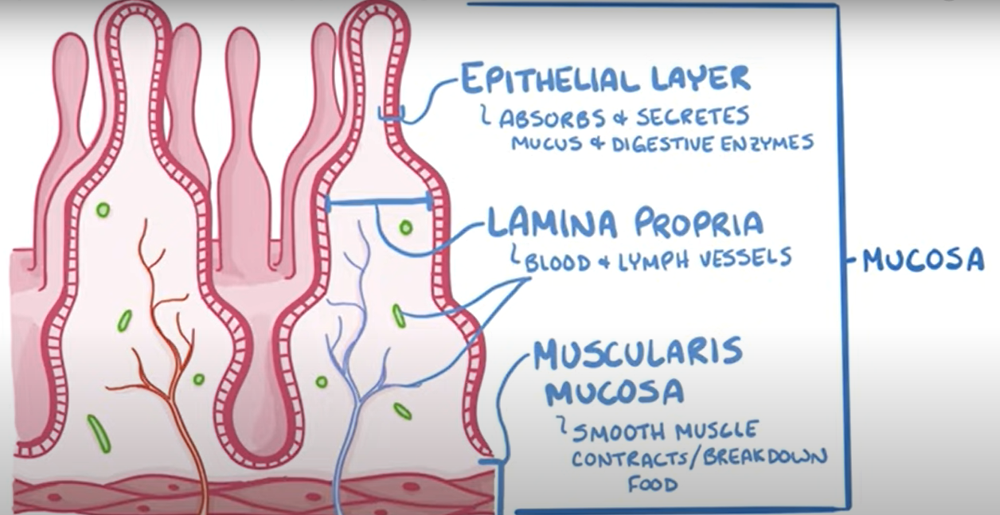 EPITHELIAL LAYER
ABSORBS & SECRETES
MUCUS & DIGESTIVE ENZYMES
LAMINA PROPRIA
BLOOD & LYMPH VESSELS
MUCOSA
MUSCULARIS
MUCOSA
SMOOTH MUSCLE
CONTRACTS/BREAKDOWN
FOOD